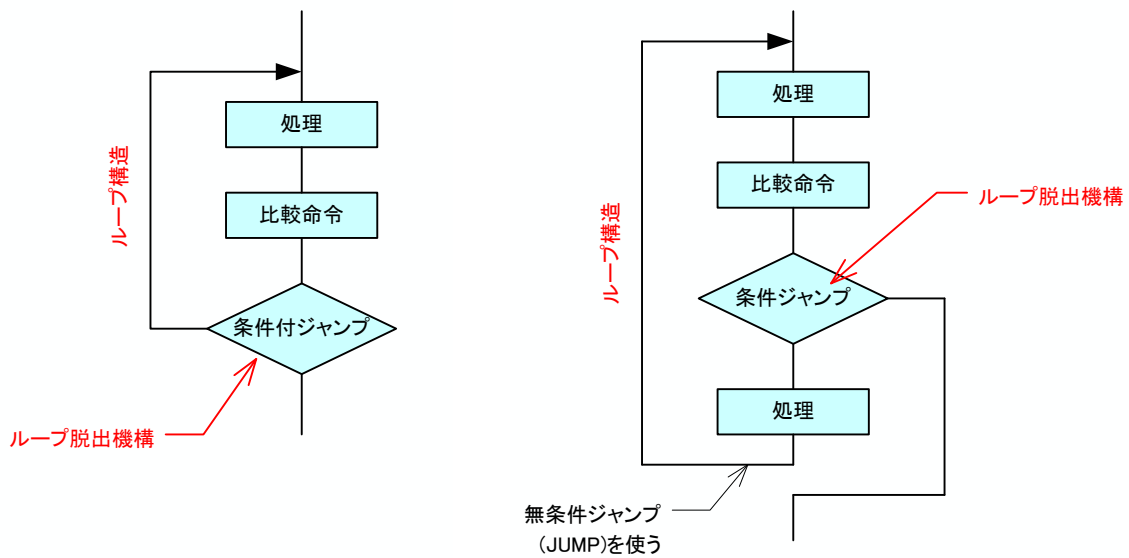 処理
比較命令
条件付ジャンプ
ループ構造
ループ脱出機構
処理
比較命令
条件ジャンプ
処理
ループ構造
ループ脱出機構
無条件ジャンプ
(JUMP)を使う